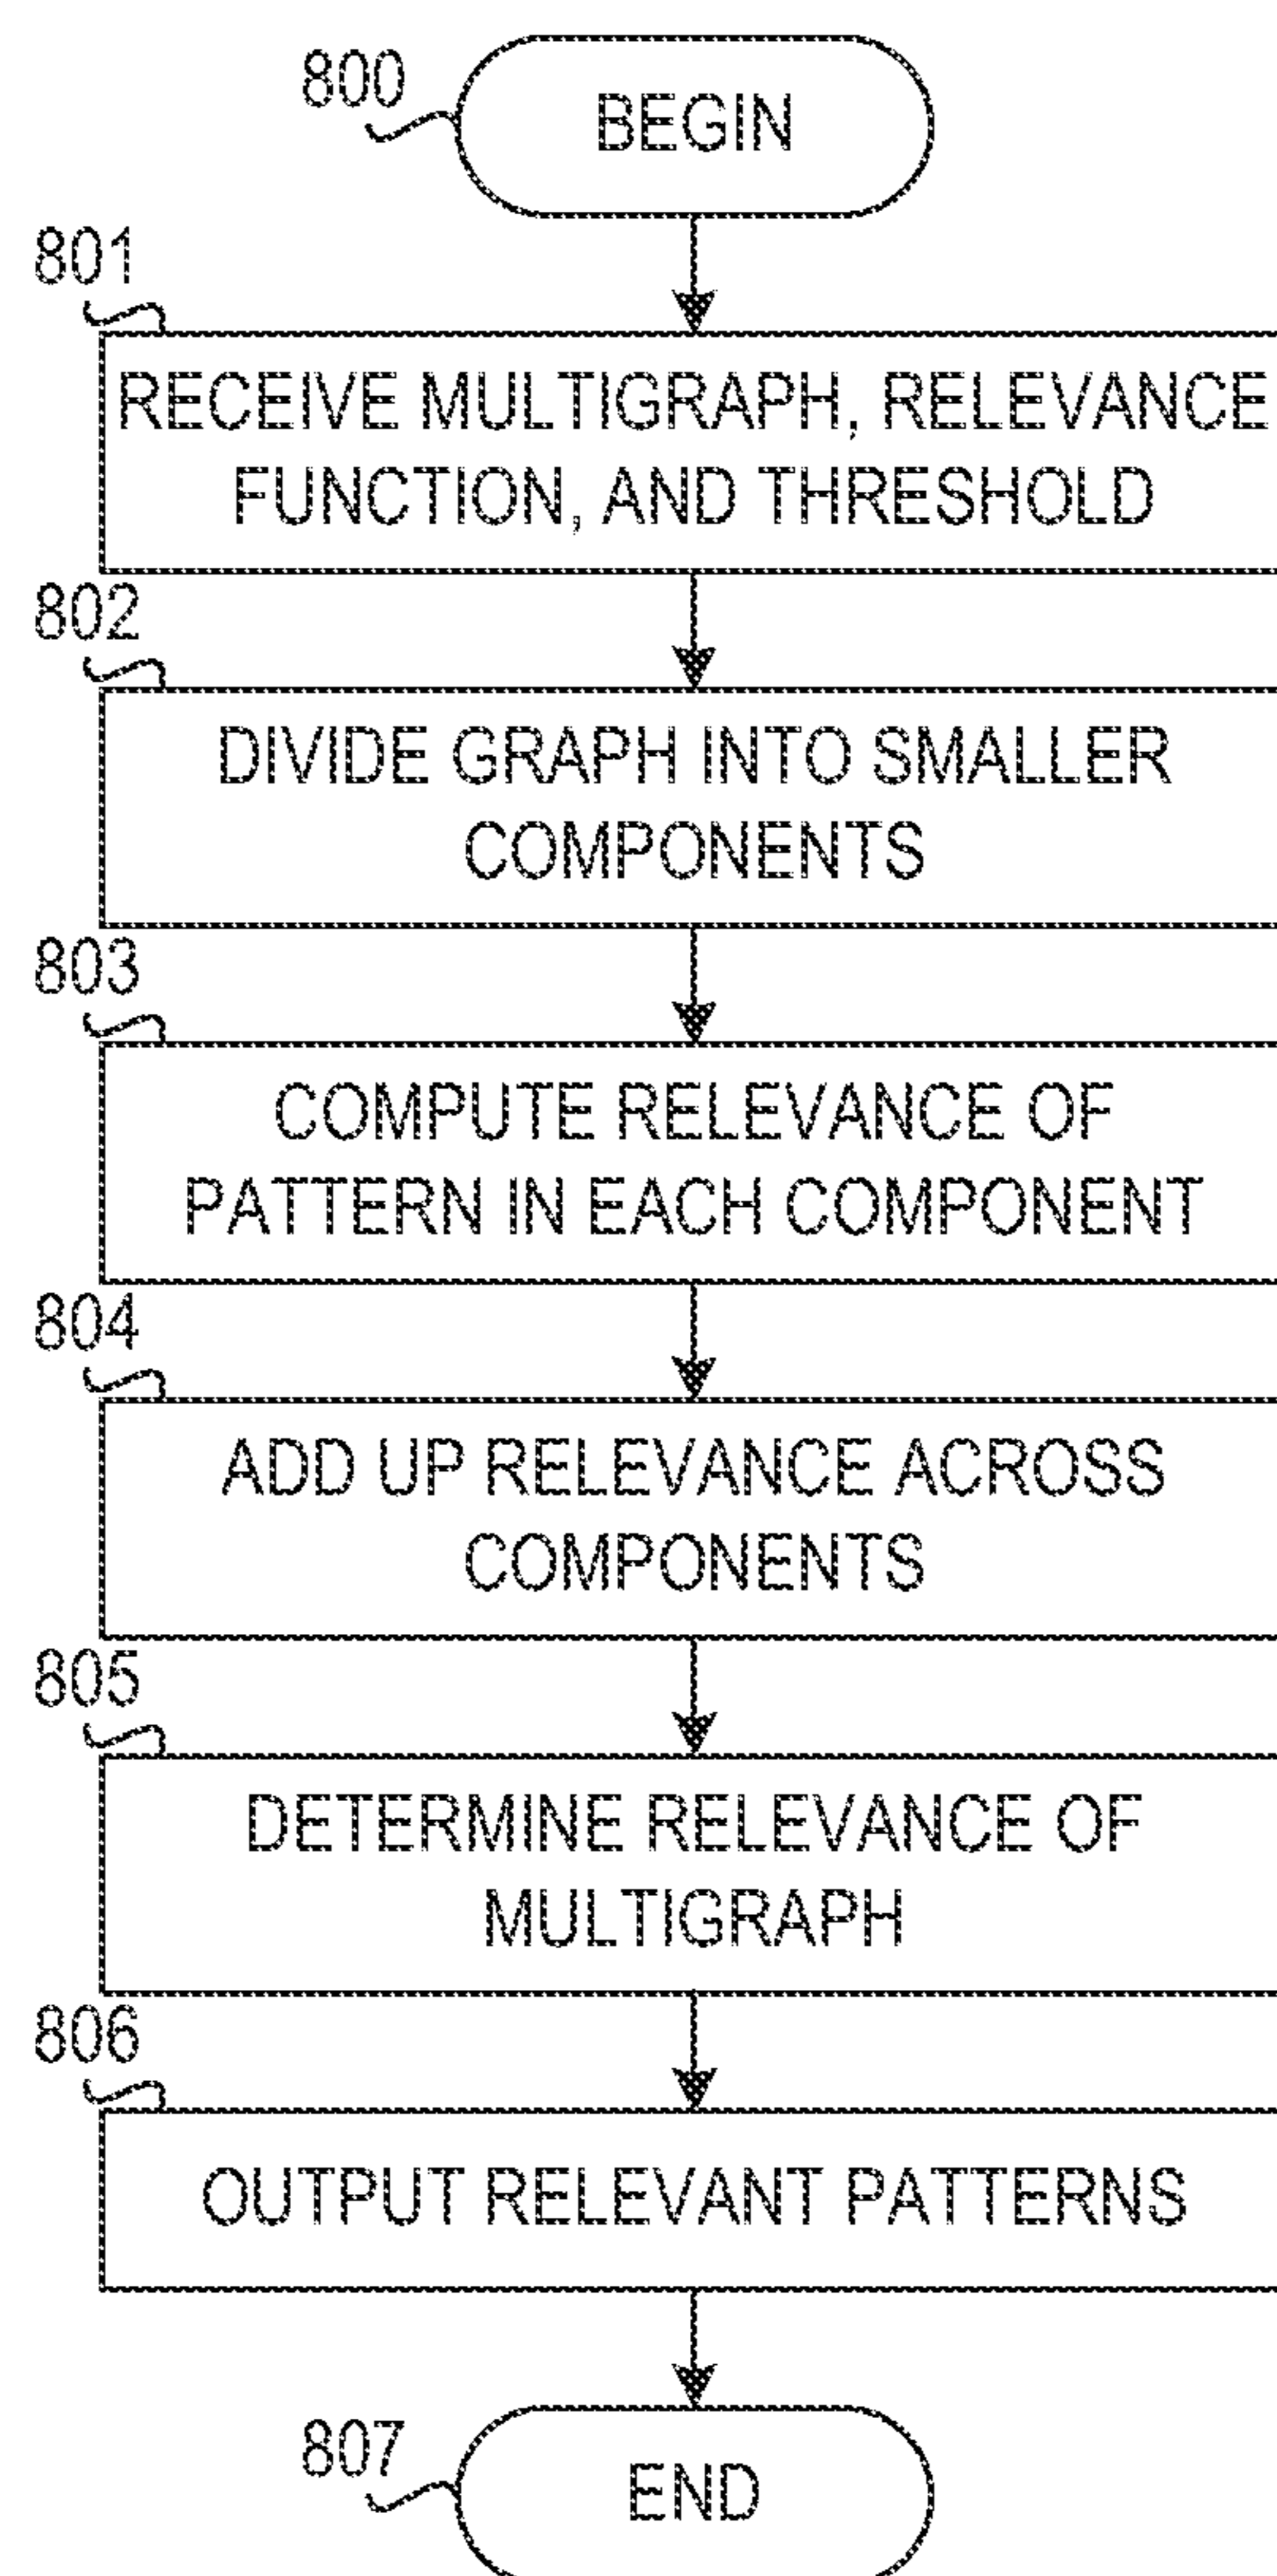 800
BEGIN
801
RECEIVE MULTIGRAPH, RELEVANCE
FUNCTION, AND THRESHOLD
802
DIVIDE GRAPH INTO SMALLER
COMPONENTS
803
COMPUTE RELEVANCE OF
PATTERN IN EACH COMPONENT
804
ADD UP RELEVANCE ACROSS
COMPONENTS
805
DETERMINE RELEVANCE OF
MULTIGRAPH
806
OUTPUT RELEVANT PATTERNS
807
END